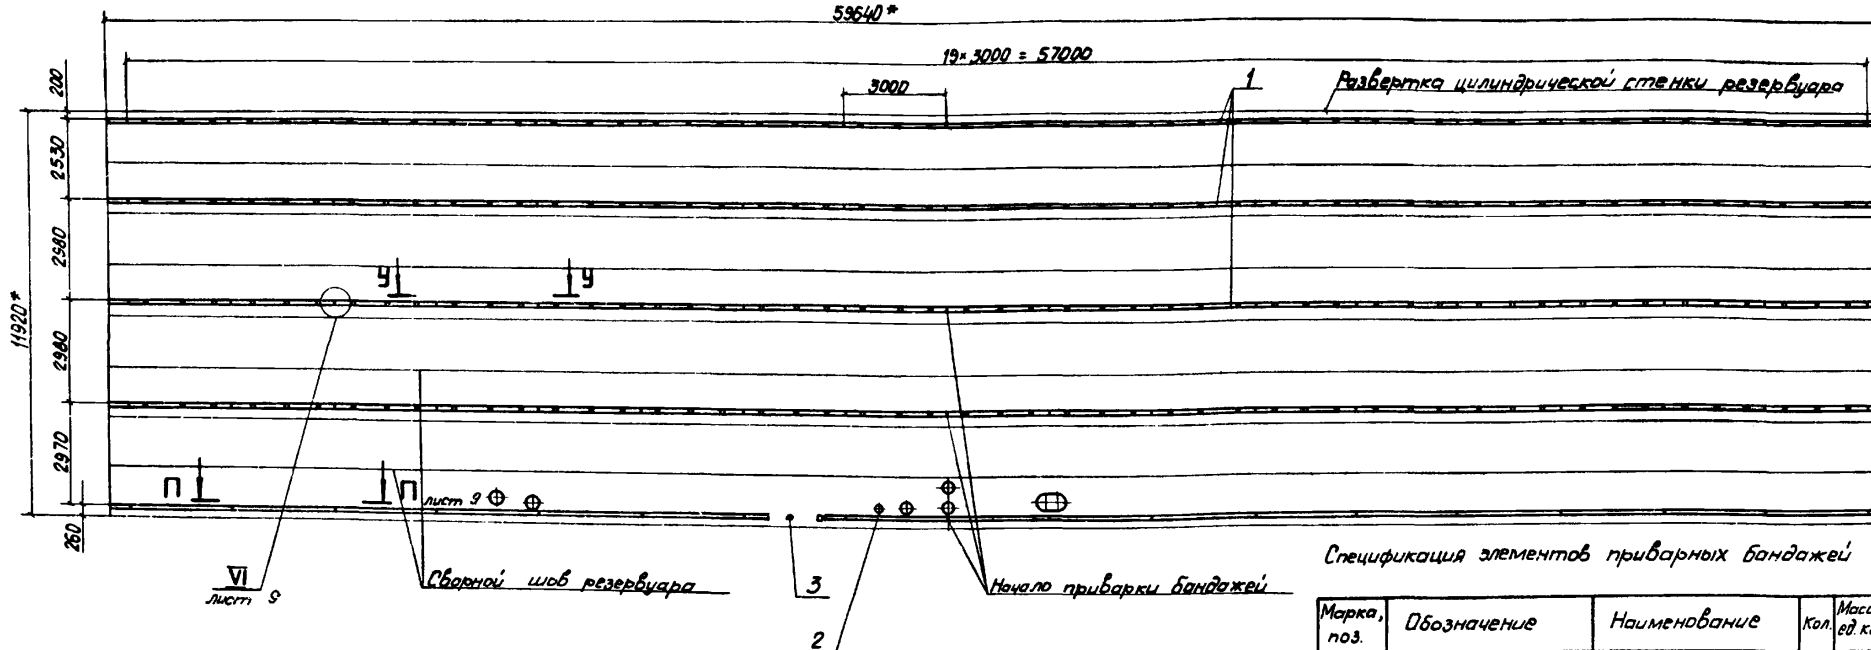 59640*
19×3000 = 57000
3000
1
Развертка цилиндрической стенки резервуара
200
2530
2980
2980
2970
260
11920*
У У
П П
лист 9
VI
лист 9
Сворной шов резервуара
3
2
Начало приварки бандажей
Спецификация элементов приварных бандажей
Марка, поз.
Обозначение
Наименование
Кол.